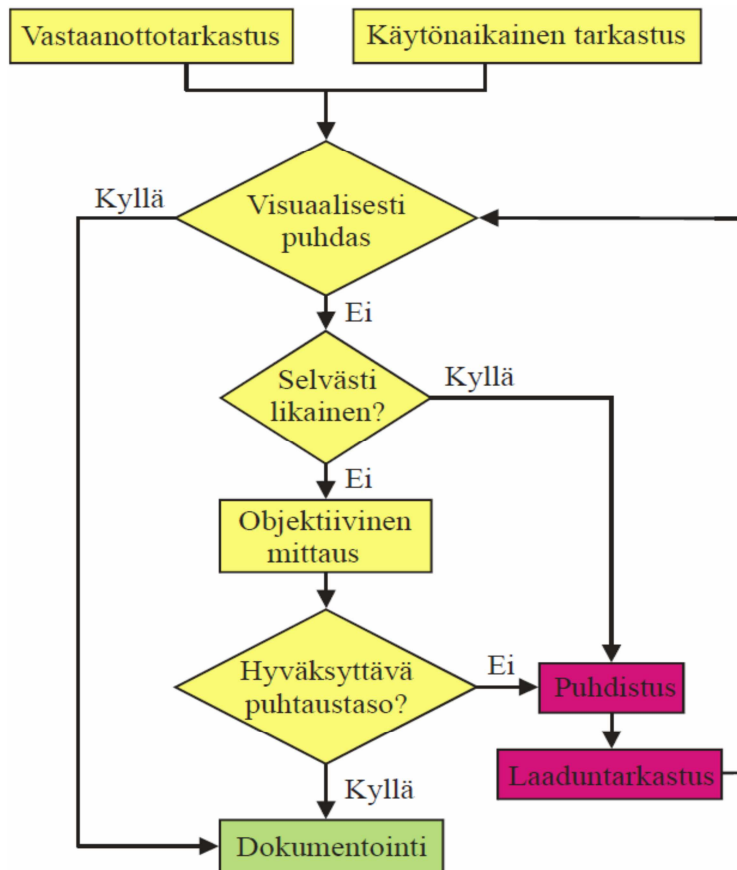 Vastaanottotarkastus
Käytönaikainen tarkastus
Kyllä
Visuaalisesti
puhdas
Ei
Selvästi
likainen?
Kyllä
Ei
Objektiivinen
mittaus
Hyväksyttävä
puhtaustaso?
Ei
Puhdistus
Laaduntarkastus
Kyllä
Dokumentointi